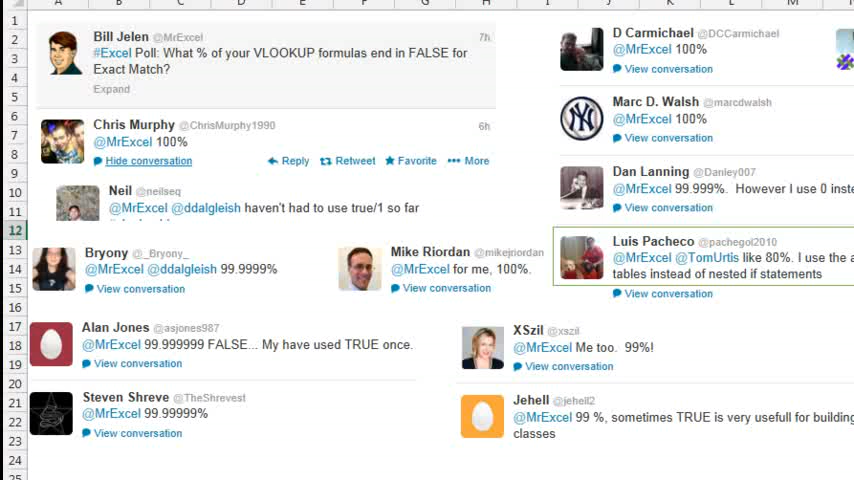 A B C D E F G H I J K L M
1
2
3
4
5
6
7
8
9
10
11
12
13
14
15
16
17
18
19
20
21
22
23
24
25
Bill Jelen @MrExcel 7h
#Excel Poll: What % of your VLOOKUP formulas end in FALSE for
Exact Match?
Expand
Chris Murphy @ChrisMurphy1990 6h
@MrExcel 100%
Hide conversation Reply Retweet Favorite More
Neil @neilseq
@MrExcel @ddalgleish haven't had to use true/1 so far
Bryony @_Bryony_
@MrExcel @ddalgleish 99.9999%
View conversation
Mike Riordan @mikejriordan
@MrExcel for me, 100%.
View conversation
Alan Jones @asjones987
@MrExcel 99.999999 FALSE... My have used TRUE once.
View conversation
Steven Shreve @TheShrevest
@MrExcel 99.99999%
View conversation
D Carmichael @DCCarmichael
@MrExcel 100%
View conversation
Marc D. Walsh @marcdwalsh
@MrExcel 100%
View conversation
Dan Lanning @Danley007
@MrExcel 99.999%. However I use 0 inste
View conversation
Luis Pacheco @pachegol2010
@MrExcel @TomUrtis like 80%. I use the a
tables instead of nested if statements
View conversation
XSzil @xszil
@MrExcel Me too. 99%!
View conversation
Jehell @jehell2
@MrExcel 99 %, sometimes TRUE is very usefull for building
classes